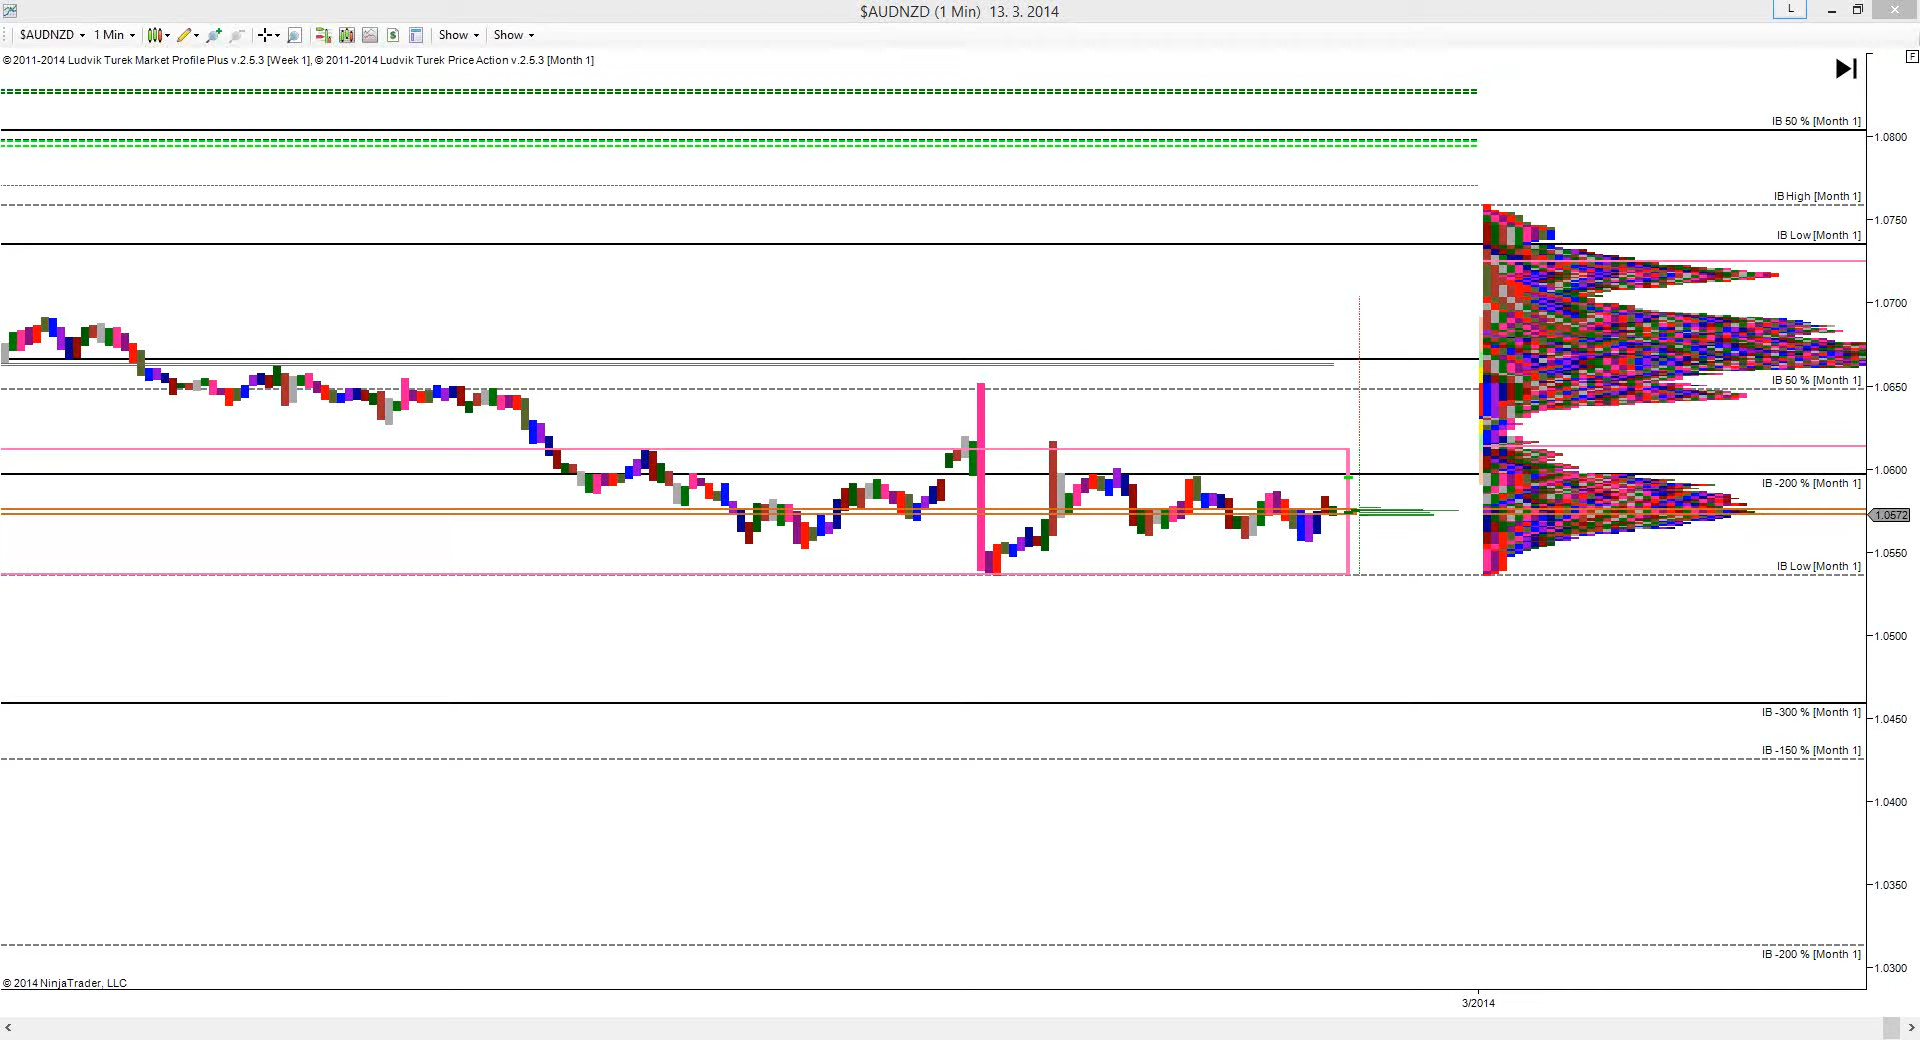 $AUDNZD (1 Min)  13. 3. 2014
L
$AUDNZD 1 Min Show Show
© 2011-2014 Ludvik Turek Market Profile Plus v.2.5.3 [Week 1], © 2011-2014 Ludvik Turek Price Action v.2.5.3 [Month 1]
F
IB 50 % [Month 1]
1.0800
IB High [Month 1]
1.0750
IB Low [Month 1]
1.0700
IB 50 % [Month 1]
1.0650
1.0600
IB -200 % [Month 1]
1.0572
1.0550
IB Low [Month 1]
1.0500
IB -300 % [Month 1]
1.0450
IB -150 % [Month 1]
1.0400
1.0350
IB -200 % [Month 1]
1.0300
© 2014 NinjaTrader, LLC
3/2014